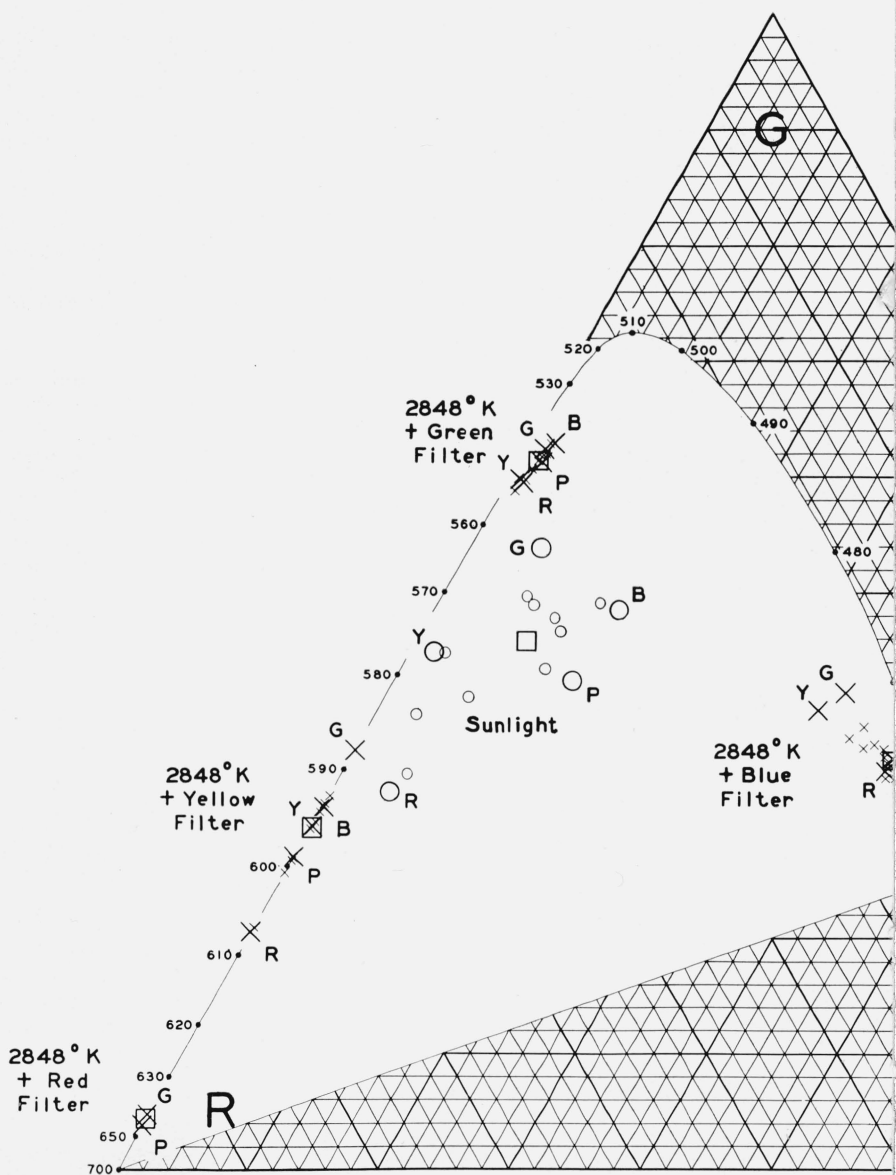 G
510
520
500
530
490
2848° K
+ Green
Filter
G
B
Y
P
R
560
480
G
570
B
Y
580
P
G
Y
Sunlight
G
590
2848° K
+ Blue
Filter
R
2848° K
+ Yellow
Filter
Y
B
R
600
P
610
R
620
2848° K
+ Red
Filter
630
G
R
650
P
700